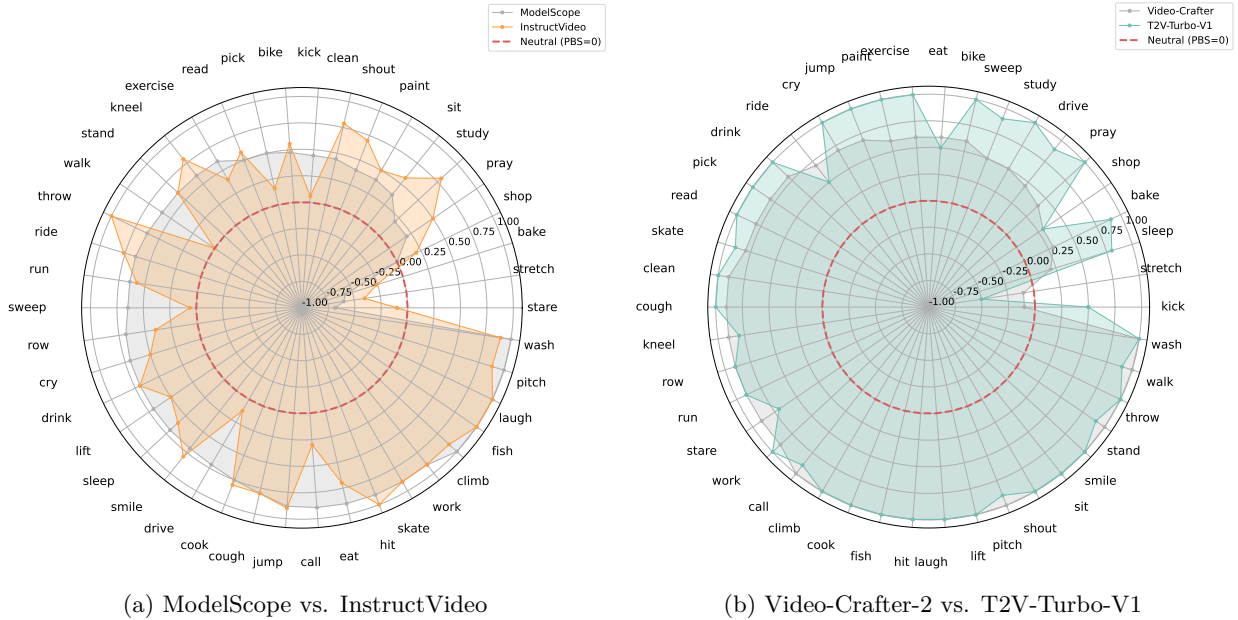 ModelScope
InstructVideo
Neutral (PBS=0)
stare
stretch
bake
shop
pray
study
sit
paint
shout
clean
kick
bike
pick
read
exercise
kneel
stand
walk
throw
ride
run
sweep
row
cry
drink
lift
sleep
smile
drive
cook
cough
jump
call
eat
hit
skate
work
climb
fish
laugh
pitch
wash
-1.00
-0.75
-0.50
-0.25
0.00
0.25
0.50
0.75
1.00
(a) ModelScope vs. InstructVideo
Video-Crafter
T2V-Turbo-V1
Neutral (PBS=0)
kick
stretch
sleep
bake
shop
pray
drive
study
sweep
bike
eat
exercise
paint
jump
cry
ride
drink
pick
read
skate
clean
cough
kneel
row
run
stare
work
call
climb
cook
fish
hit
laugh
lift
pitch
shout
sit
smile
stand
throw
walk
wash
-1.00
-0.75
-0.50
-0.25
0.00
0.25
0.50
0.75
1.00
(b) Video-Crafter-2 vs. T2V-Turbo-V1